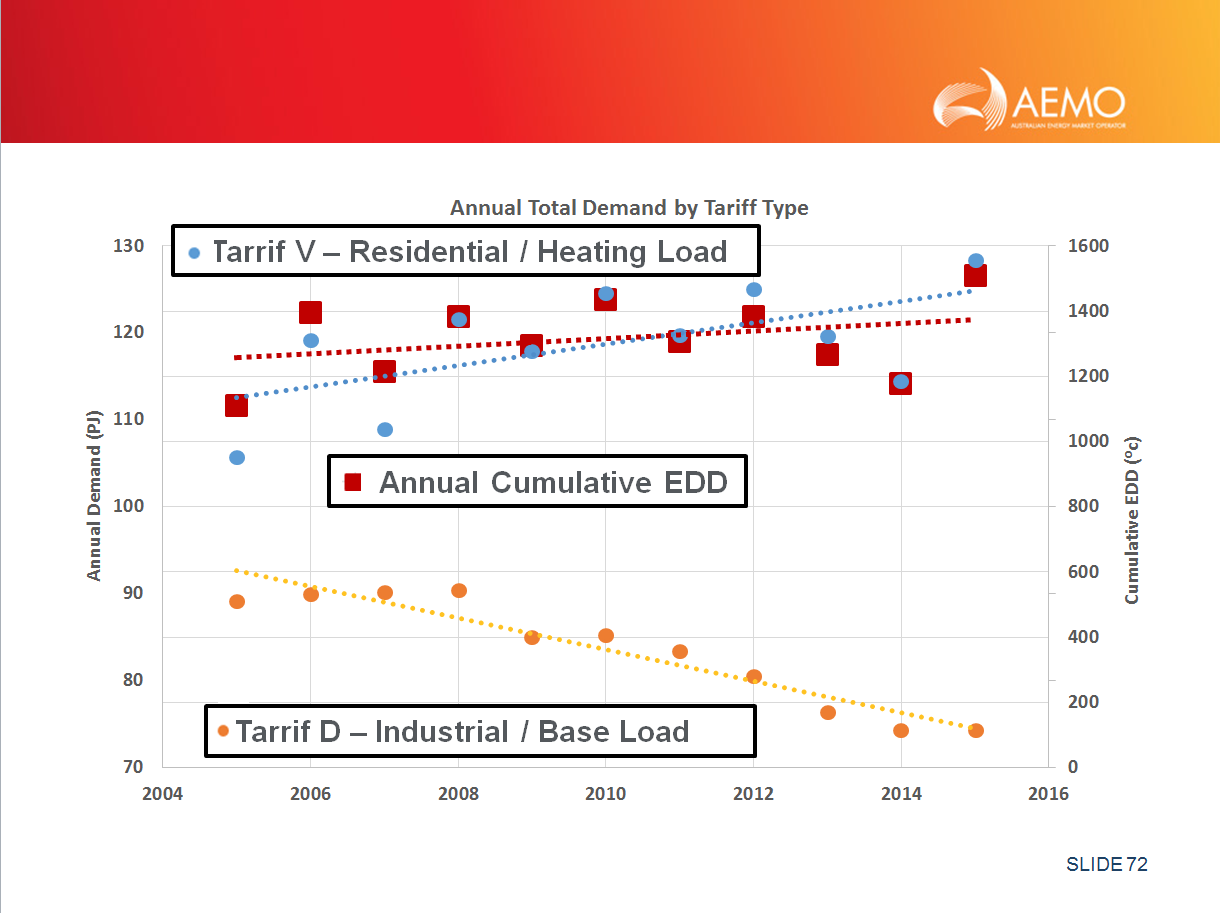 AEMO
AUSTRALIAN ENERGY MARKET OPERATOR
Annual Total Demand by Tariff Type
Tarrif V – Residential / Heating Load
Annual Cumulative EDD
Tarrif D – Industrial / Base Load
Annual Demand (PJ)
130
120
110
100
90
80
70
Cumulative EDD (°c)
1600
1400
1200
1000
800
600
400
200
0
2004
2006
2008
2010
2012
2014
2016
SLIDE 72